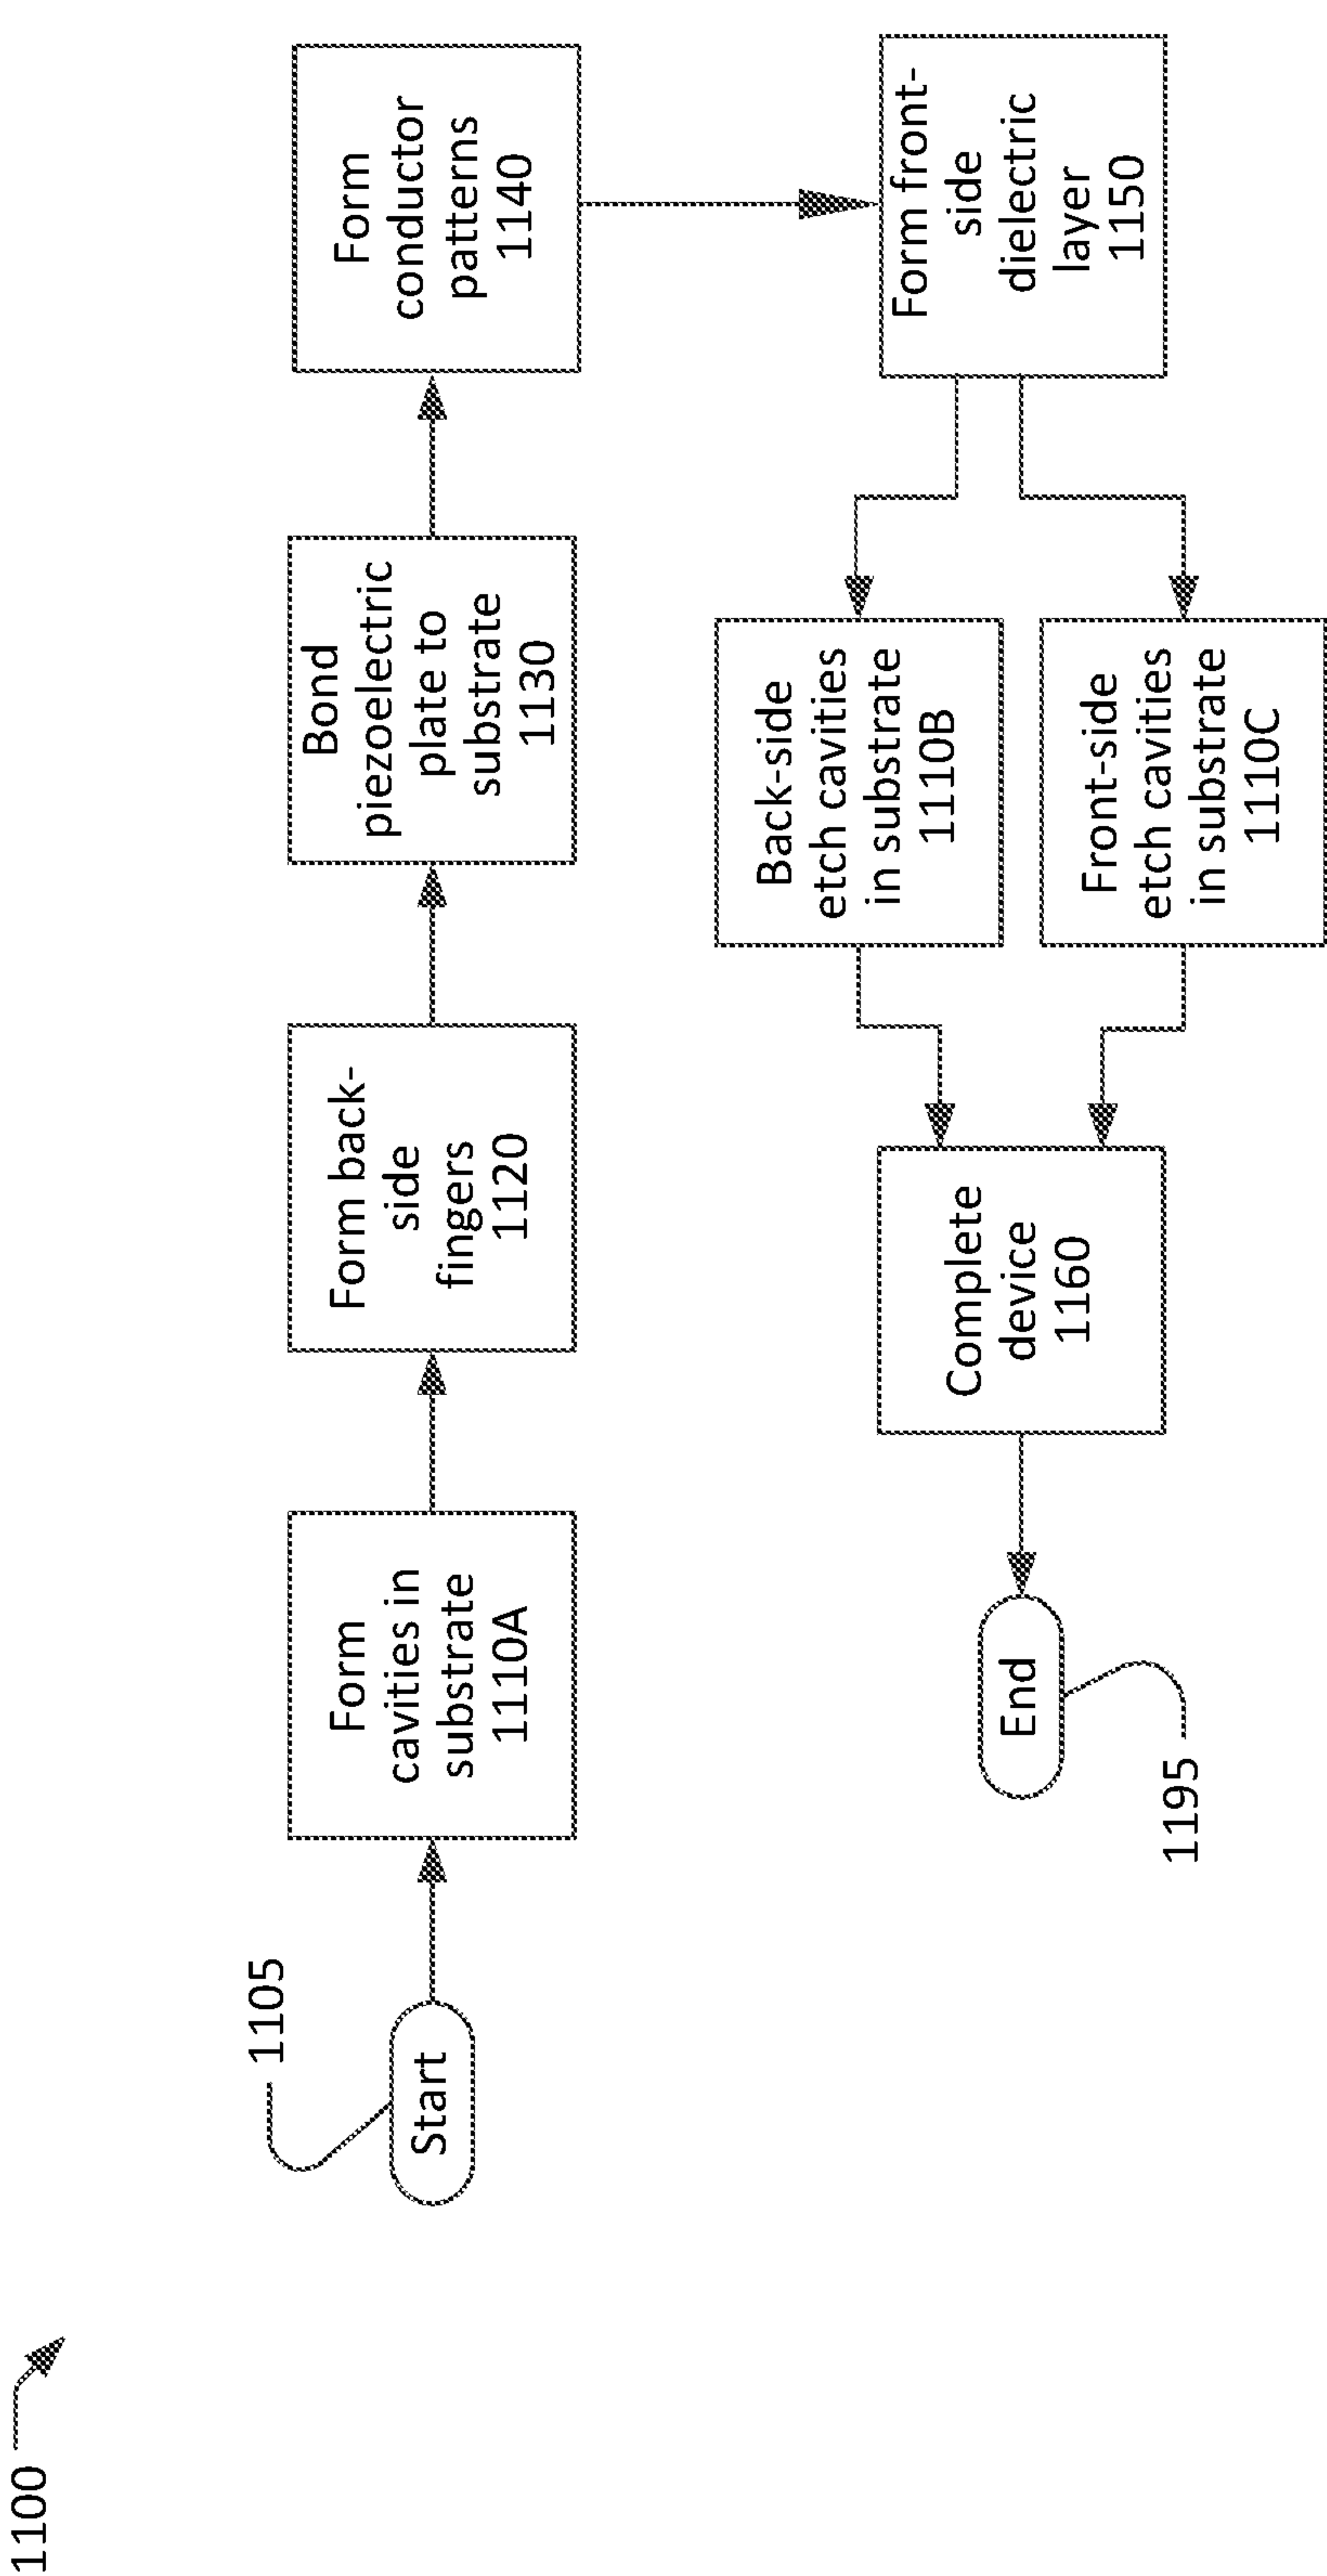 1100
1105
Start
Form
cavities in
substrate
1110A
Form back-
side
fingers
1120
Bond
piezoelectric
plate to
substrate
1130
Form
conductor
patterns
1140
Form front-
side
dielectric
layer
1150
Back-side
etch cavities
in substrate
1110B
Front-side
etch cavities
in substrate
1110C
Complete
device
1160
End
1195